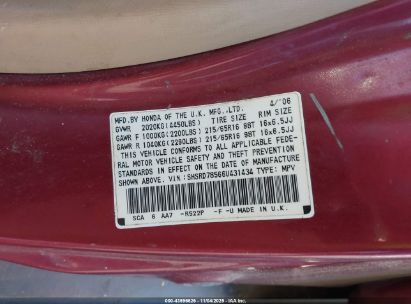 MFD.BY HONDA OF THE U.K. MFG.,LTD. 4/'06
GVWR 2020KG(4450LBS) TIRE SIZE RIM SIZE
GAWR F 1000KG(2200LBS) 215/65R16 98T 16x6.5JJ
GAWR R 1040KG(2290LBS) 215/65R16 98T 16x6.5JJ
THIS VEHICLE CONFORMS TO ALL APPLICABLE FEDE-
RAL MOTOR VEHICLE SAFETY AND THEFT PREVENTION
STANDARDS IN EFFECT ON THE DATE OF MANUFACTURE
SHOWN ABOVE. VIN: SHSRD78566U431434 TYPE: MPV
SCA 6 AA7 -R522P -F -U MADE IN U.K.